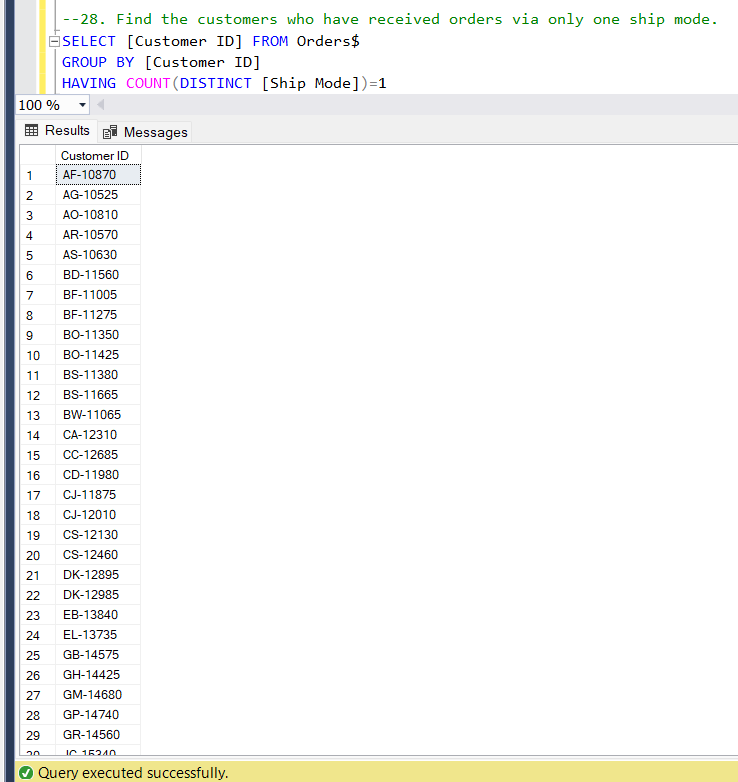 --28. Find the customers who have received orders via only one ship mode.
SELECT [Customer ID] FROM Orders$
GROUP BY [Customer ID]
HAVING COUNT(DISTINCT [Ship Mode])=1
100 %
Results Messages
Customer ID
1 AF-10870
2 AG-10525
3 AO-10810
4 AR-10570
5 AS-10630
6 BD-11560
7 BF-11005
8 BF-11275
9 BO-11350
10 BO-11425
11 BS-11380
12 BS-11665
13 BW-11065
14 CA-12310
15 CC-12685
16 CD-11980
17 CJ-11875
18 CJ-12010
19 CS-12130
20 CS-12460
21 DK-12895
22 DK-12985
23 EB-13840
24 EL-13735
25 GB-14575
26 GH-14425
27 GM-14680
28 GP-14740
29 GR-14560
Query executed successfully.